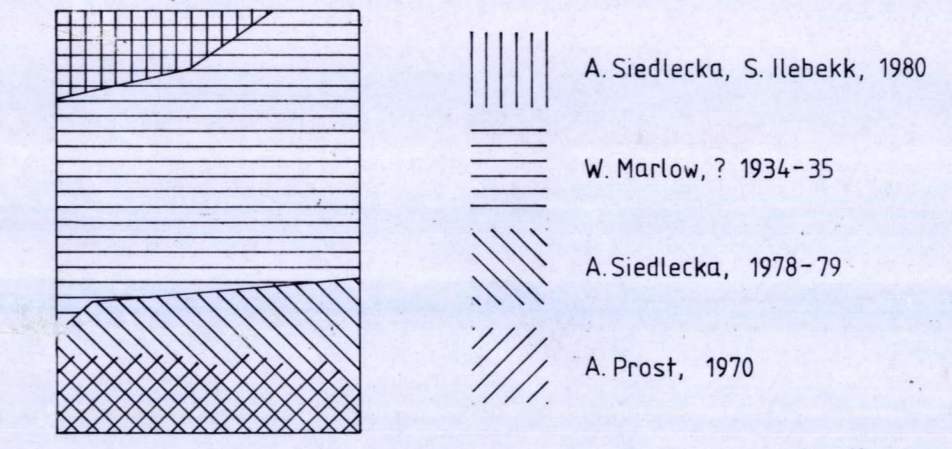 A. Siedlecka, S. Ilebekk, 1980
W. Marlow, ? 1934-35
A. Siedlecka, 1978-79
A. Prost, 1970